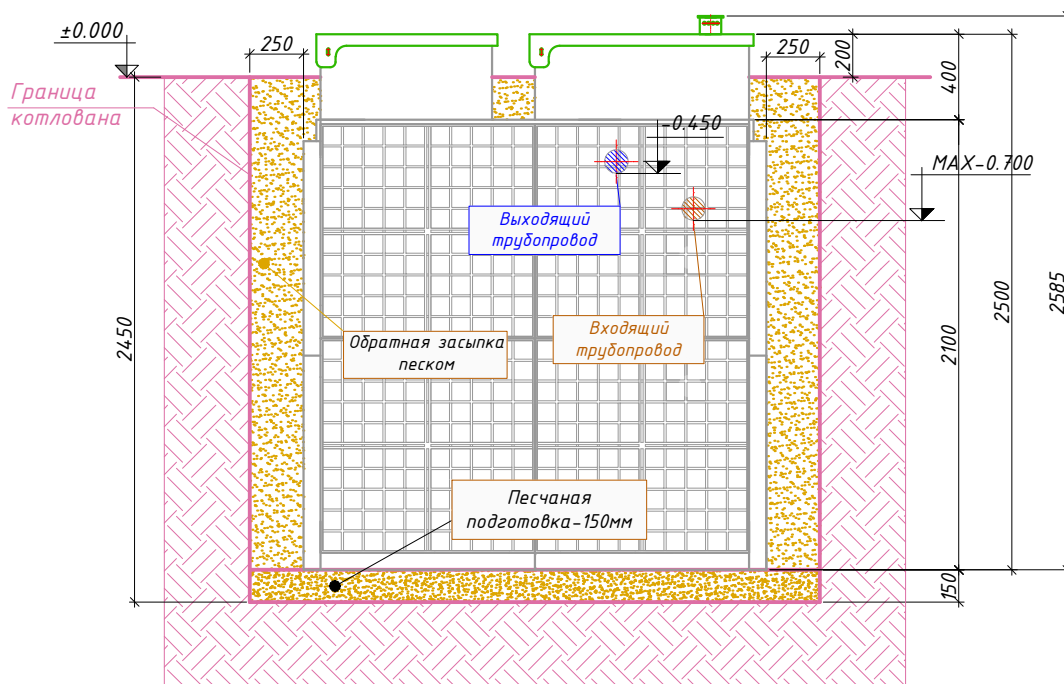 ±0.000
250
250
200
400
Граница
котлована
-0.450
MAX-0.700
Выходящий
трубопровод
2585
2500
2450
2100
Обратная засыпка
песком
Входящий
трубопровод
Песчаная
подготовка-150мм
150